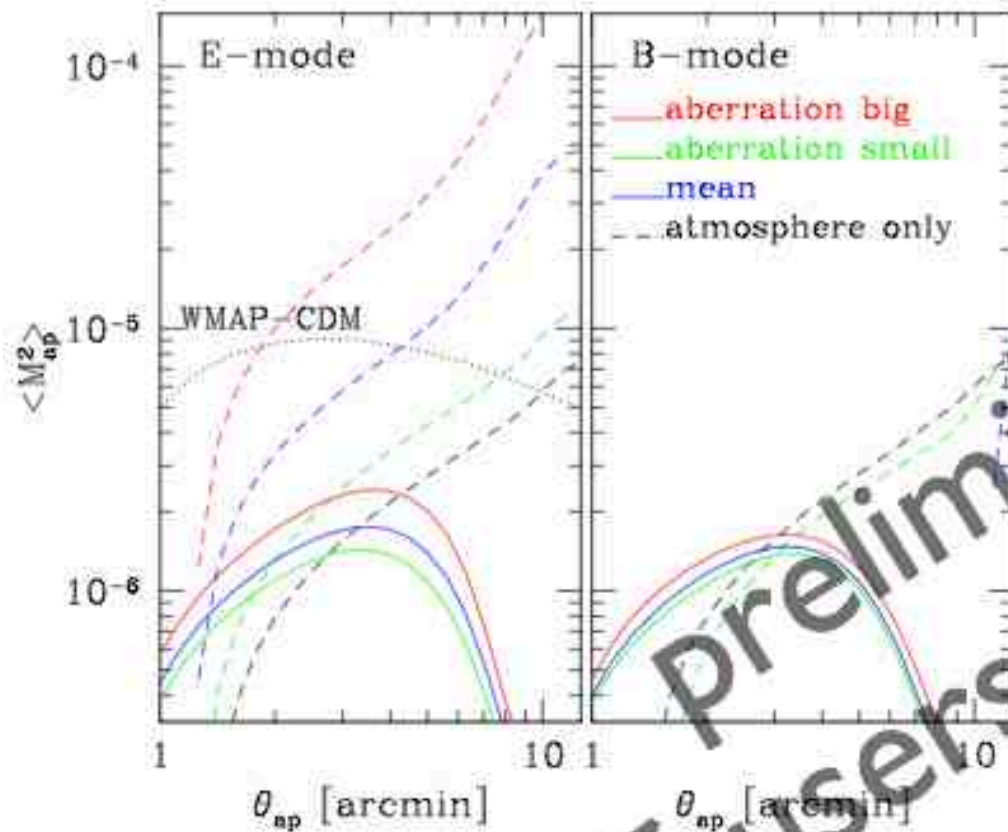 E-mode
B-mode
aberration big
aberration small
mean
atmosphere only
WMAP-CDM
10⁻⁴
10⁻⁵
10⁻⁶
<M²ap>
1
10
1
10
θap [arcmin]
θap [arcmin]
prelim
users